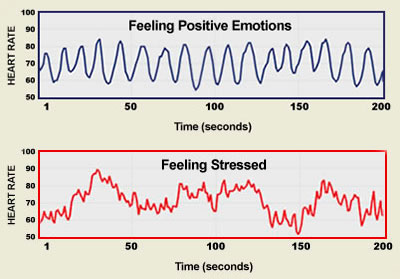 Feeling Positive Emotions
HEART RATE
100
90
80
70
60
50
1 50 100 150 200
Time (seconds)
Feeling Stressed
HEART RATE
100
90
80
70
60
50
1 50 100 150 200
Time (seconds)